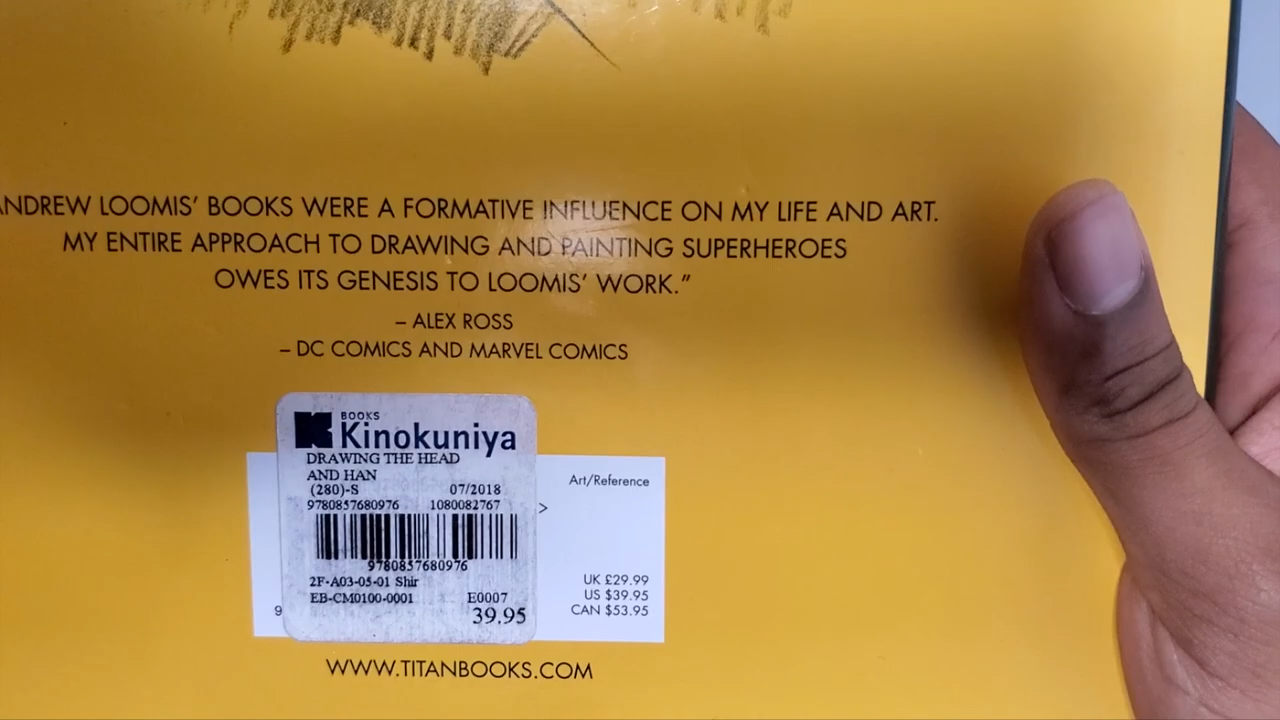 ANDREW LOOMIS' BOOKS WERE A FORMATIVE INFLUENCE ON MY LIFE AND ART.
MY ENTIRE APPROACH TO DRAWING AND PAINTING SUPERHEROES
OWES ITS GENESIS TO LOOMIS' WORK."
– ALEX ROSS
– DC COMICS AND MARVEL COMICS
BOOKS
Kinokuniya
DRAWING THE HEAD
AND HAN
(280)-S 07/2018
9780857680976 1080082767
9780857680976
2F-A03-05-01 Shir
EB-CM0100-0001 E0007
39.95
Art/Reference
>
UK £29.99
US $39.95
CAN $53.95
9
WWW.TITANBOOKS.COM